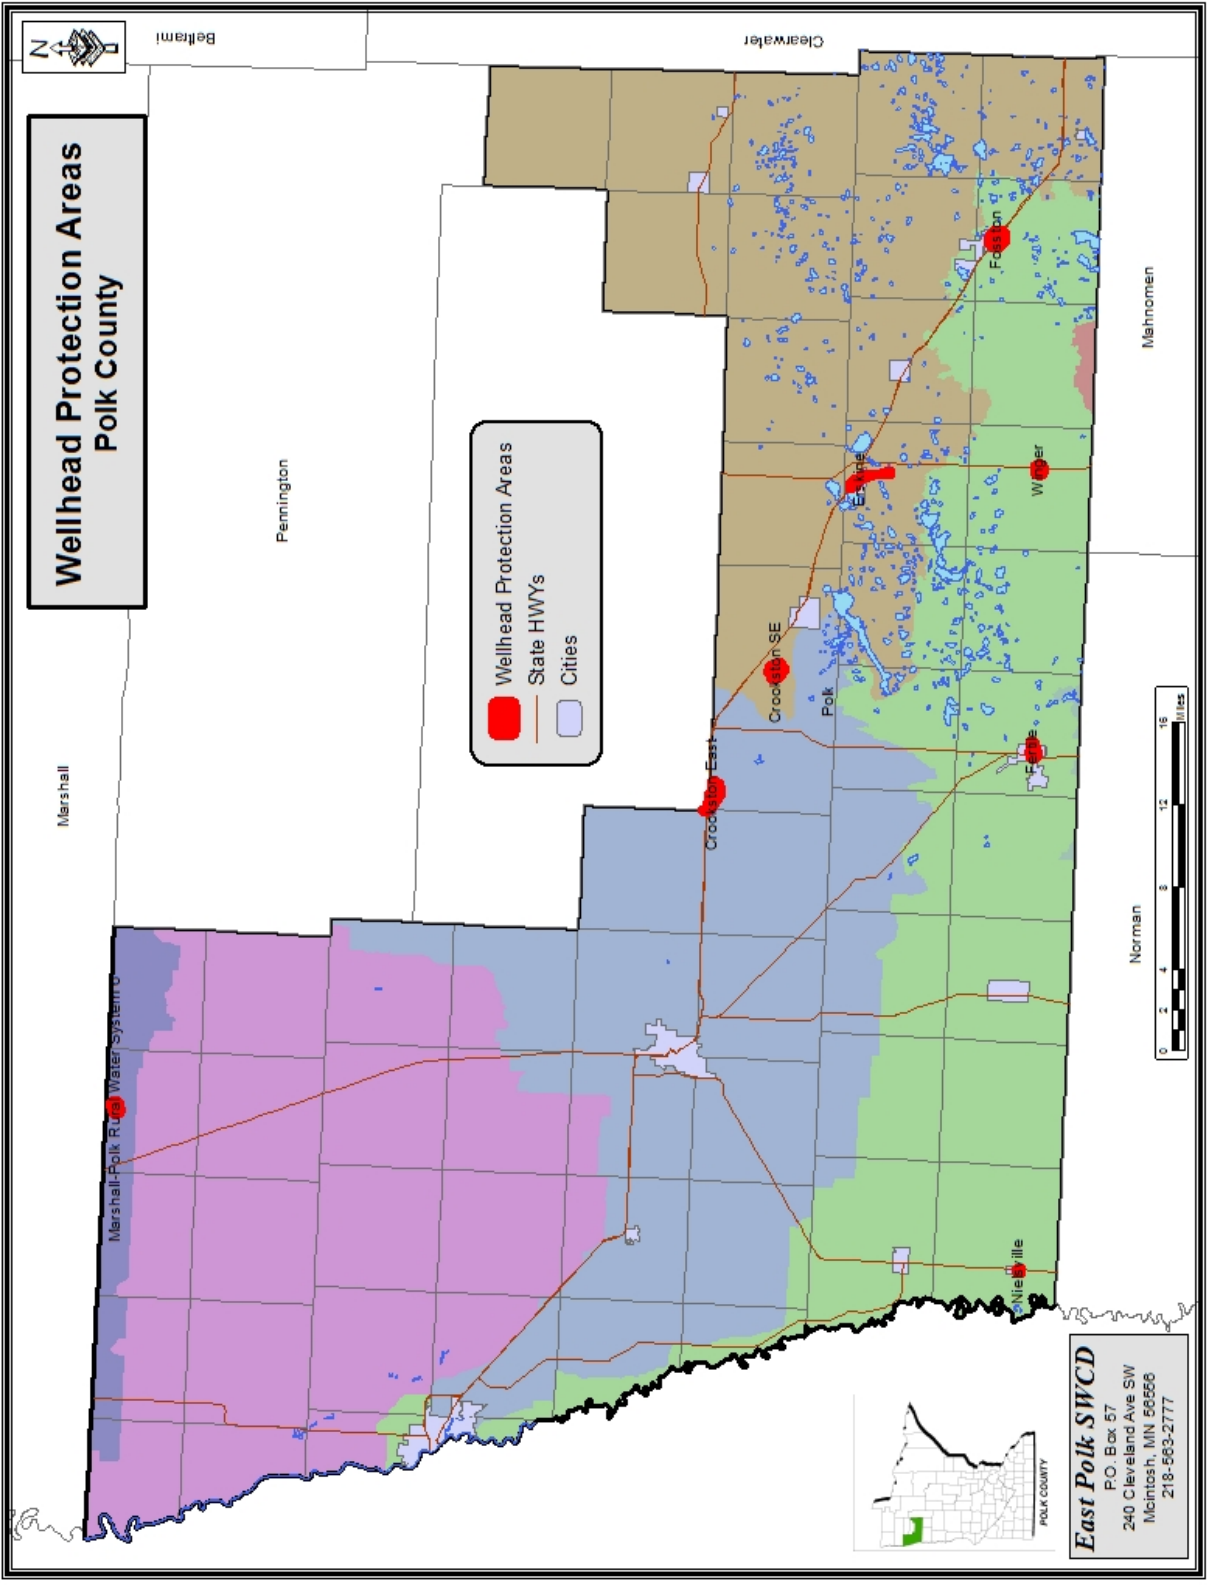 Wellhead Protection Areas
Polk County
N
Beltrami
Clearwater
Pennington
Marshall
Mahnomen
Norman
Wellhead Protection Areas
State HWYs
Cities
Marshall-Polk Rural Water System
Crookston East
Crookston SE
Polk
Erskine
Fosston
Winger
Fertile
Nielsville
0 2 4 8 12 16
Miles
POLK COUNTY
East Polk SWCD
P.O. Box 57
240 Cleveland Ave SW
Mcintosh, MN 56556
218-563-2777